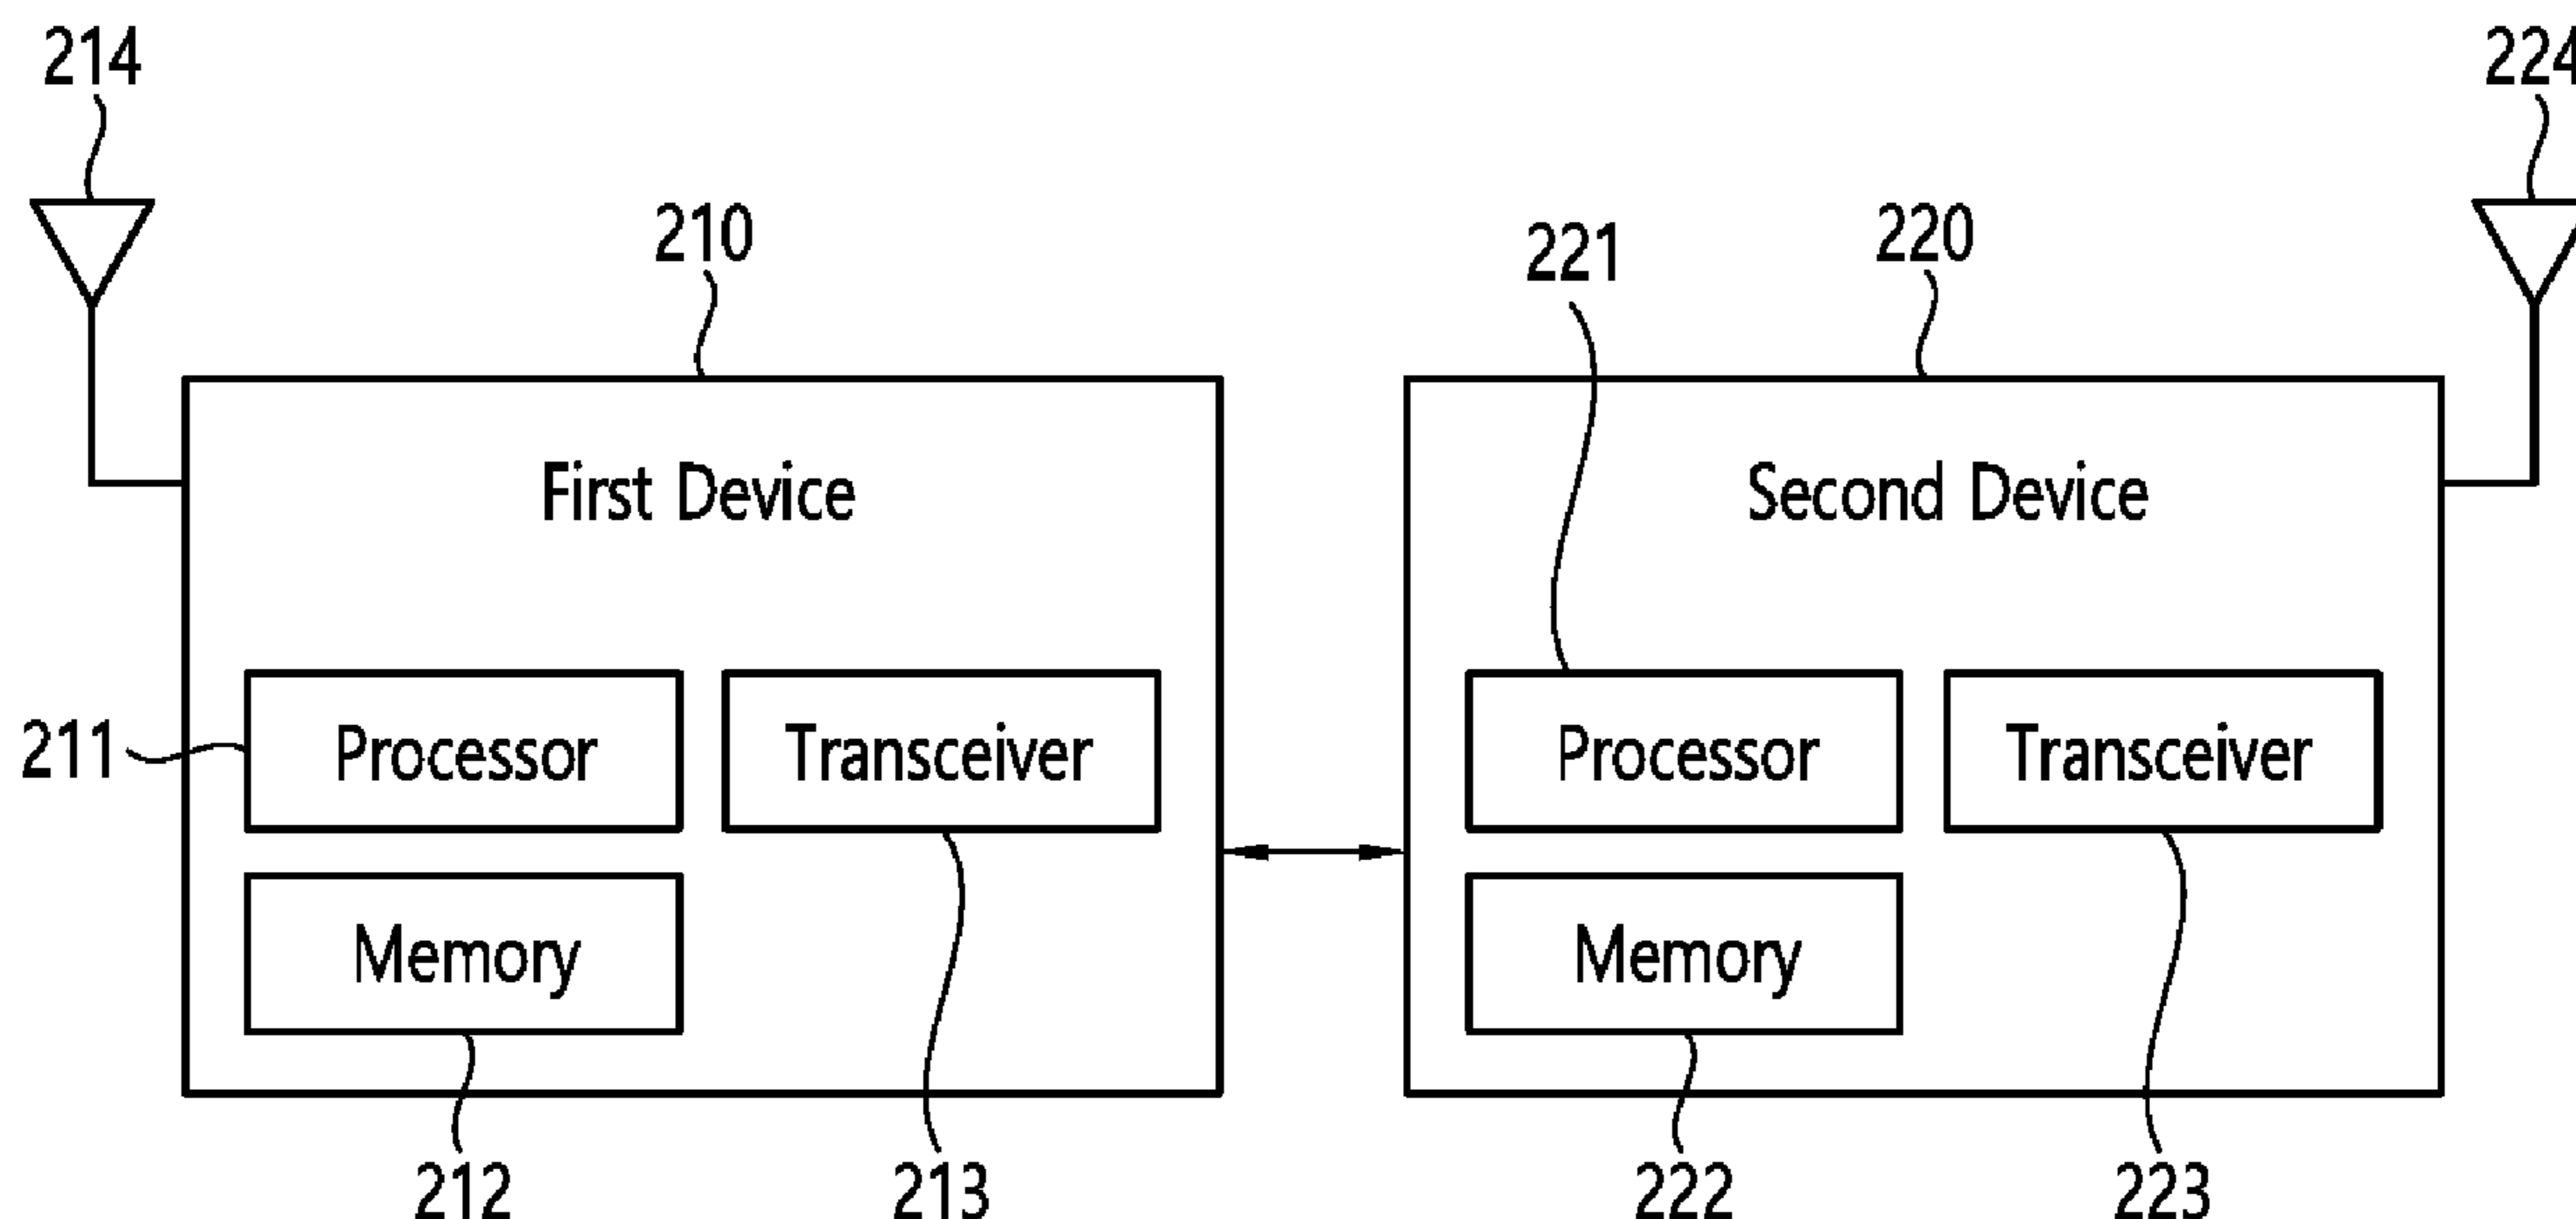 214
224
210
221
220
First Device
Second Device
211
Processor
Transceiver
Processor
Transceiver
Memory
Memory
212
213
222
223